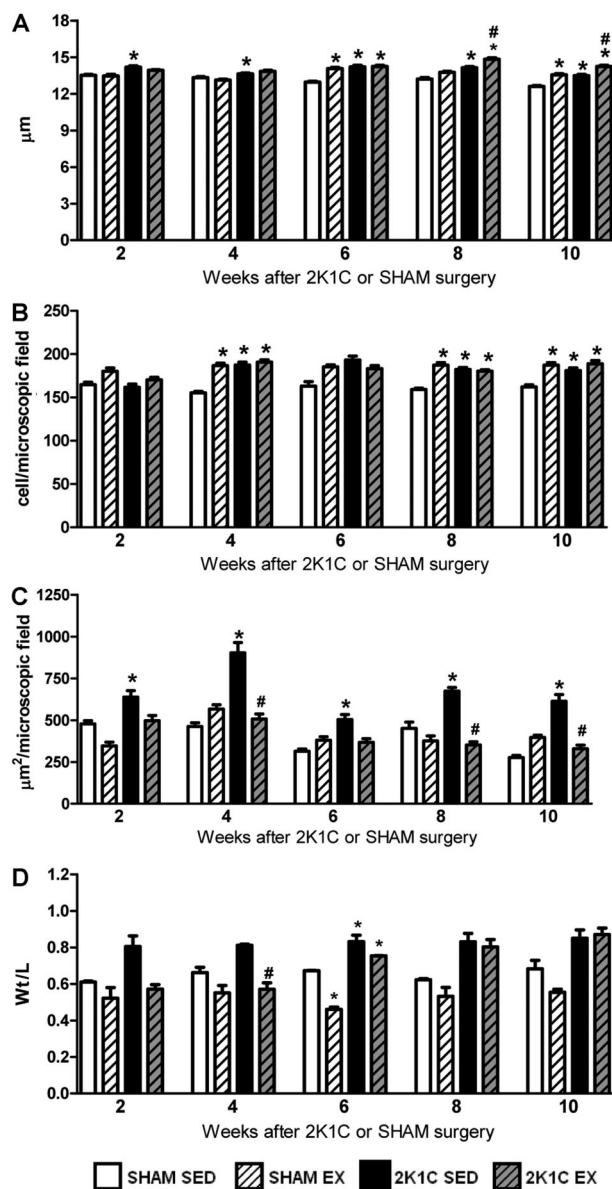 A
18
15
12
9
6
3
0
μm
* * * * * * # * * * # *
2 4 6 8 10
Weeks after 2K1C or SHAM surgery
B
250
200
150
100
50
0
cell/microscopic field
* * * * * * * * *
2 4 6 8 10
Weeks after 2K1C or SHAM surgery
C
1250
1000
750
500
250
0
μm²/microscopic field
* * # * * # * #
2 4 6 8 10
Weeks after 2K1C or SHAM surgery
D
1.2
1.0
0.8
0.6
0.4
0.2
0.0
Wt/L
# * * *
2 4 6 8 10
Weeks after 2K1C or SHAM surgery
SHAM SED SHAM EX 2K1C SED 2K1C EX